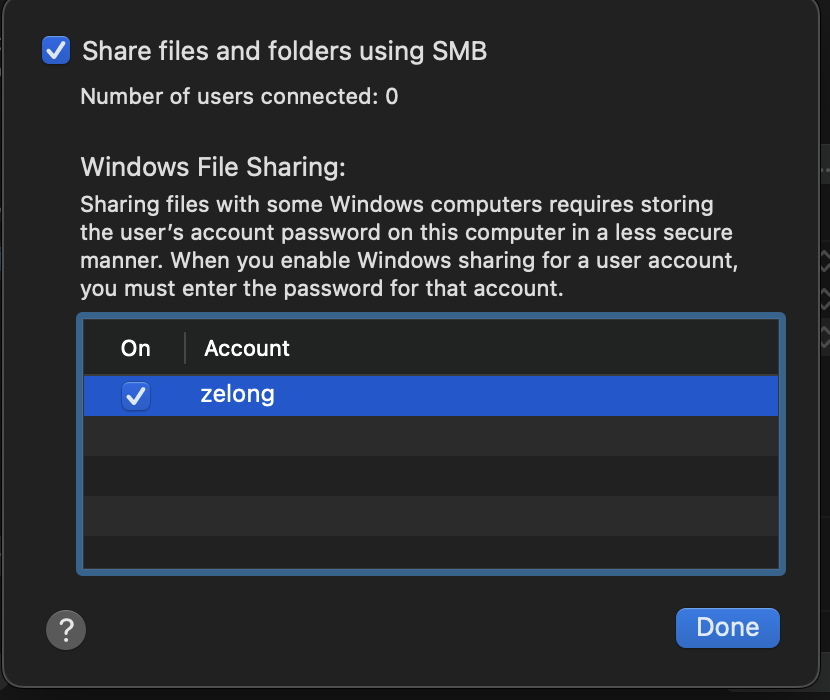 Share files and folders using SMB
Number of users connected: 0
Windows File Sharing:
Sharing files with some Windows computers requires storing
the user’s account password on this computer in a less secure
manner. When you enable Windows sharing for a user account,
you must enter the password for that account.
On Account
zelong
? Done